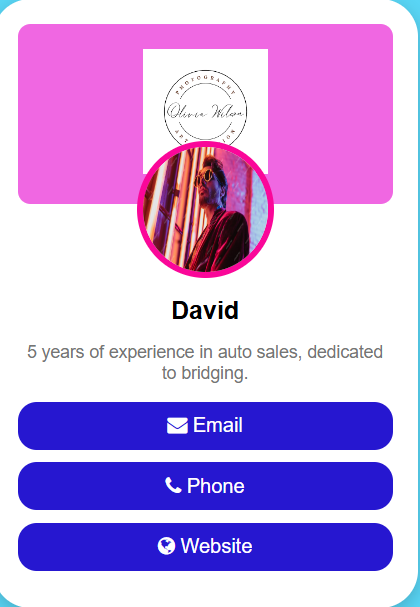 PHOTOGRAPHY
Olivia Wilson
David
5 years of experience in auto sales, dedicated
to bridging.
Email
Phone
Website